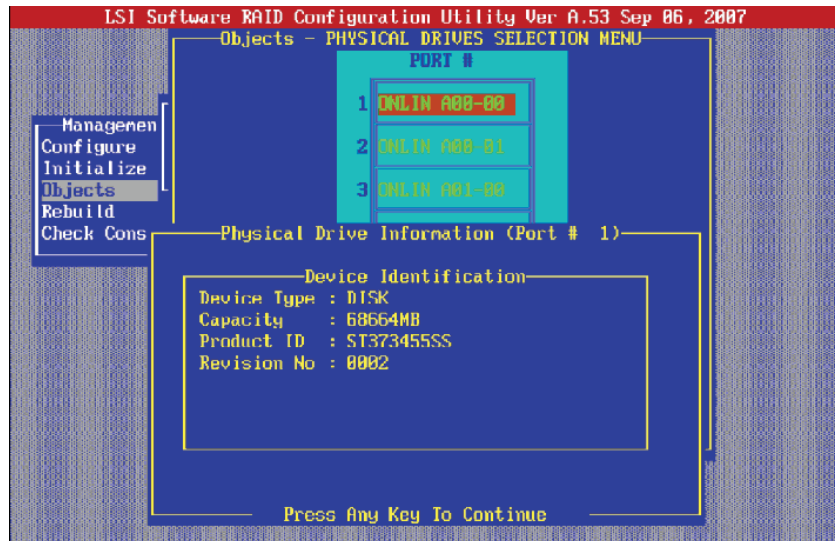 LSI Software RAID Configuration Utility Ver A.53 Sep 06, 2007
Objects - PHYSICAL DRIVES SELECTION MENU
PORT #
1 ONLIN A00-00
2 ONLIN A00-01
3 ONLIN A01-00
Managemen
Configure
Initialize
Objects
Rebuild
Check Cons
Physical Drive Information (Port # 1)
Device Identification
Device Type : DISK
Capacity : 68664MB
Product ID : ST373455SS
Revision No : 0002
Press Any Key To Continue